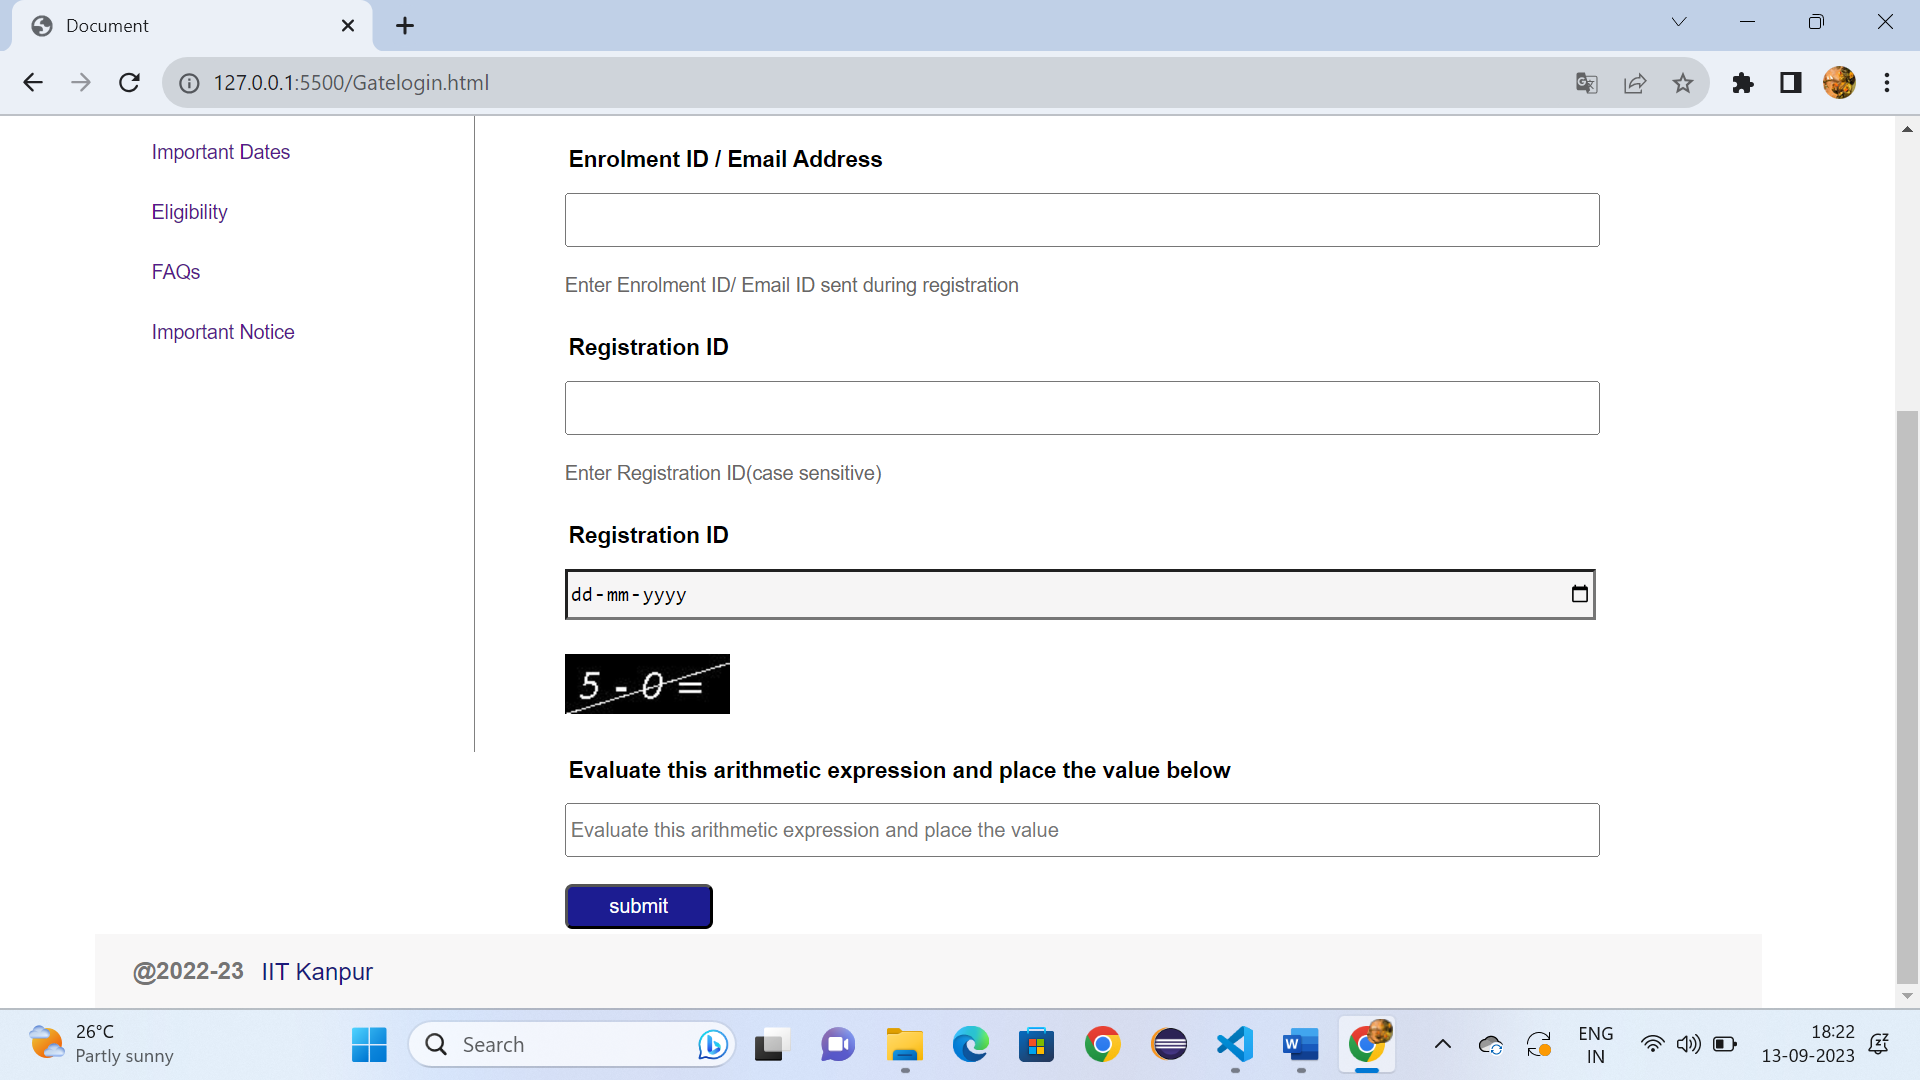 Document
127.0.0.1:5500/Gatelogin.html
Important Dates
Eligibility
FAQs
Important Notice
Enrolment ID / Email Address
Enter Enrolment ID/ Email ID sent during registration
Registration ID
Enter Registration ID(case sensitive)
Registration ID
dd-mm-yyyy
5 - 0 =
Evaluate this arithmetic expression and place the value below
Evaluate this arithmetic expression and place the value
submit
@2022-23 IIT Kanpur
26°C
Partly sunny
Search
ENG
IN
18:22
13-09-2023